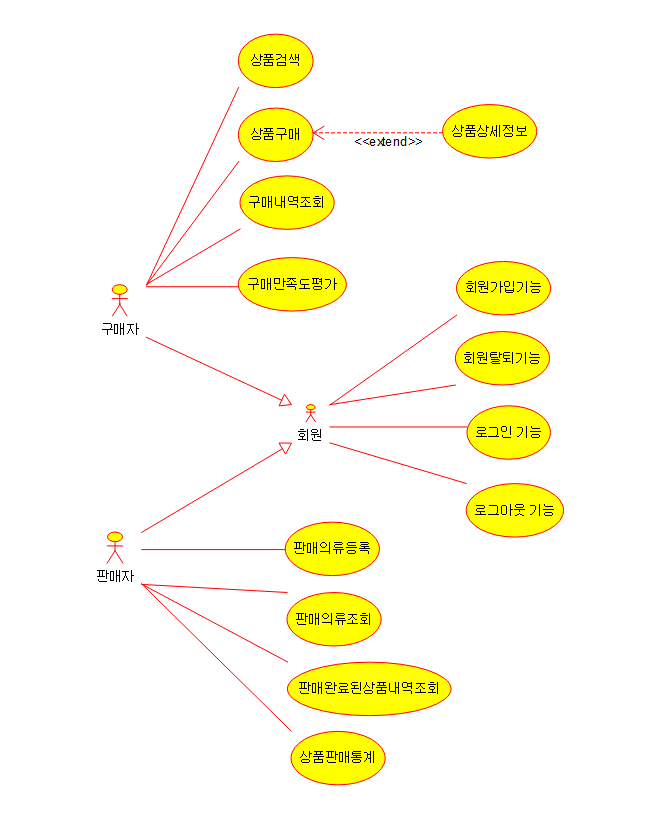 상품검색
상품구매
<<extend>>
상품상세정보
구매내역조회
구매만족도평가
구매자
회원가입기능
회원탈퇴기능
회원
로그인 기능
로그아웃 기능
판매자
판매의류등록
판매의류조회
판매완료된상품내역조회
상품판매통계